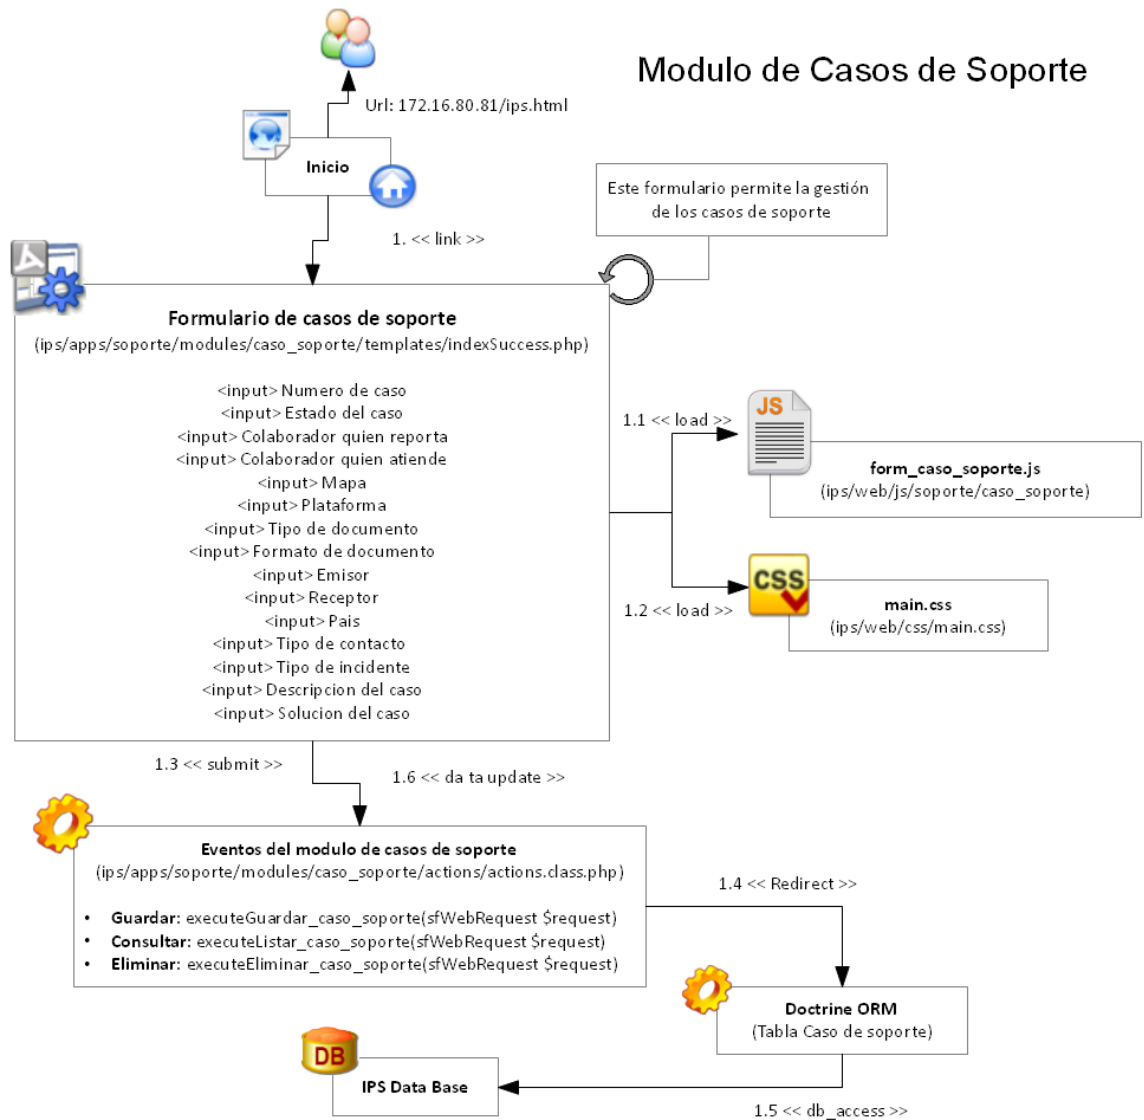 Modulo de Casos de Soporte
Url: 172.16.80.81/ips.html
Inicio
Este formulario permite la gestión
de los casos de soporte
1. << link >>
Formulario de casos de soporte
(ips/apps/soporte/modules/caso_soporte/templates/indexSuccess.php)
<input> Numero de caso
<input> Estado del caso
<input> Colaborador quien reporta
<input> Colaborador quien atiende
<input> Mapa
<input> Plataforma
<input> Tipo de documento
<input> Formato de documento
<input> Emisor
<input> Receptor
<input> Pais
<input> Tipo de contacto
<input> Tipo de incidente
<input> Descripcion del caso
<input> Solucion del caso
1.1 << load >>
JS
form_caso_soporte.js
(ips/web/js/soporte/caso_soporte)
1.2 << load >>
CSS
main.css
(ips/web/css/main.css)
1.3 << submit >>
1.6 << da ta update >>
Eventos del modulo de casos de soporte
(ips/apps/soporte/modules/caso_soporte/actions/actions.class.php)
• Guardar: executeGuardar_caso_soporte(sfWebRequest $request)
• Consultar: executeListar_caso_soporte(sfWebRequest $request)
• Eliminar: executeEliminar_caso_soporte(sfWebRequest $request)
1.4 << Redirect >>
Doctrine ORM
(Tabla Caso de soporte)
DB
IPS Data Base
1.5 << db_access >>